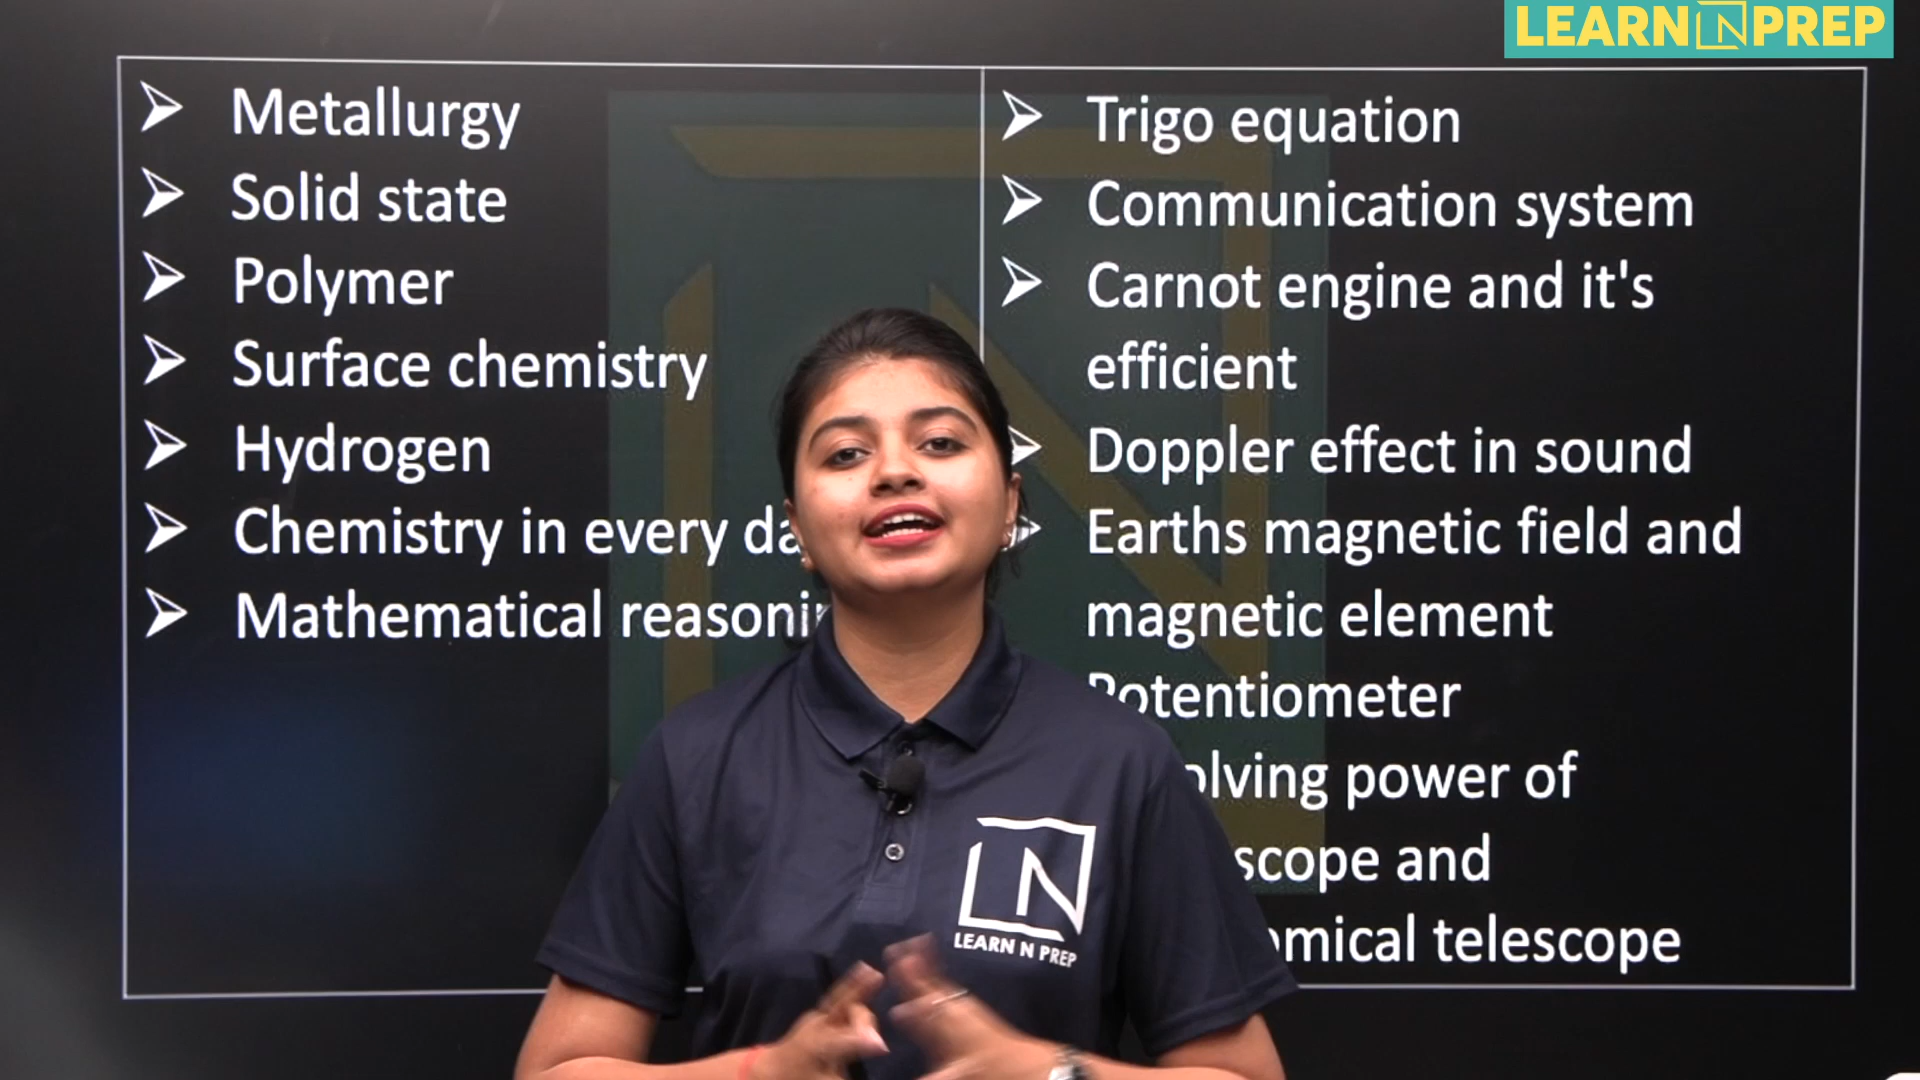 LEARN N PREP
Metallurgy
Solid state
Polymer
Surface chemistry
Hydrogen
Chemistry in every
Mathematical
Trigo equation
Communication system
Carnot engine and it's
efficient
Doppler effect in sound
Earths magnetic field and
magnetic element
Potentiometer
power of
and
telescope
LN
LEARN N PREP